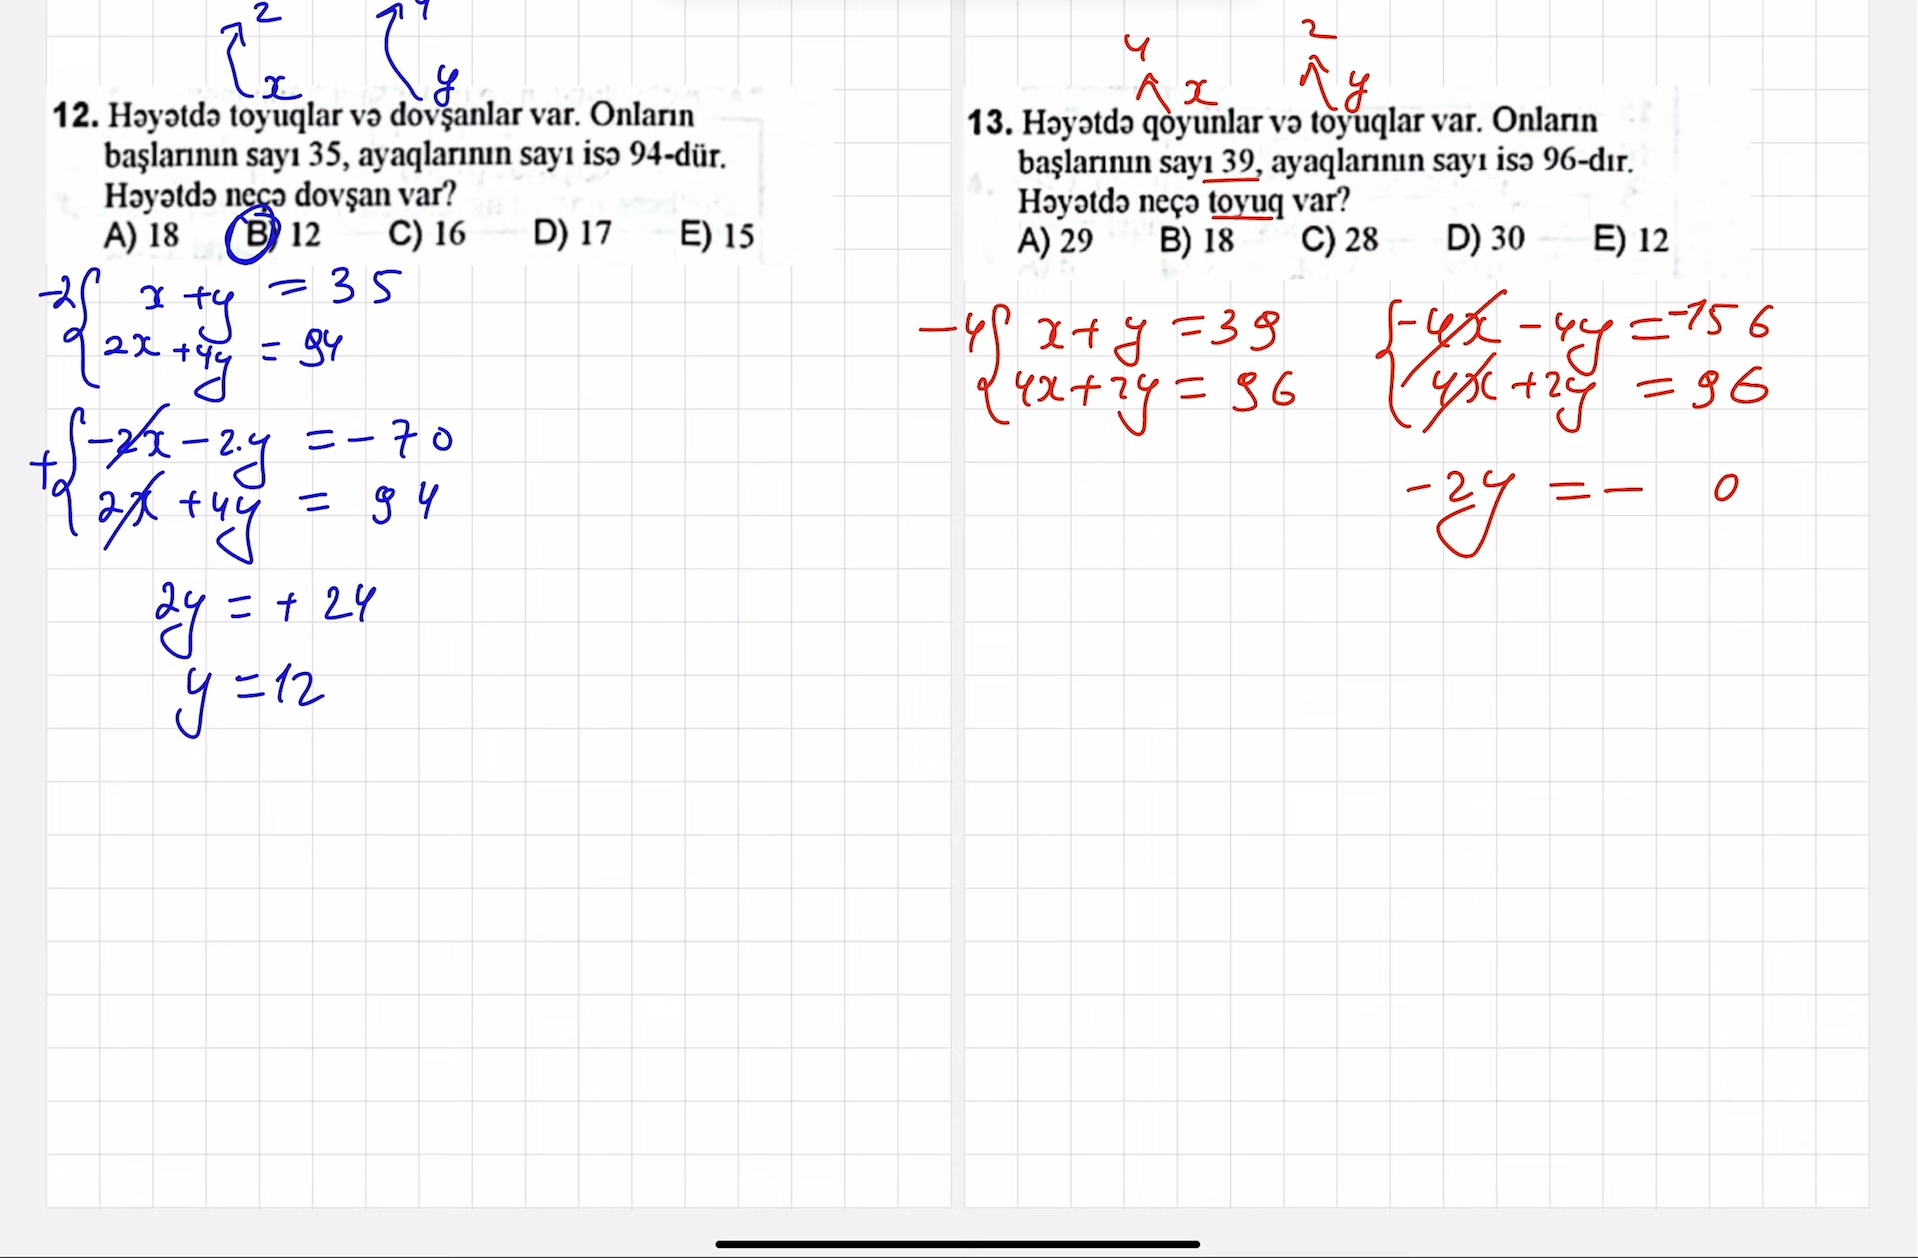 2 4
x y
12. Həyətdə toyuqlar və dovşanlar var. Onların
başlarının sayı 35, ayaqlarının sayı isə 94-dür.
Həyətdə neçə dovşan var?
A) 18 B) 12 C) 16 D) 17 E) 15
-2 x + y = 35
2x + 4y = 94
+ -2x - 2.y = -70
2x + 4y = 94
2y = + 24
y = 12
4 2
x y
13. Həyətdə qoyunlar və toyuqlar var. Onların
başlarının sayı 39, ayaqlarının sayı isə 96-dır.
Həyətdə neçə toyuq var?
A) 29 B) 18 C) 28 D) 30 E) 12
-4 x + y = 39
4x + 2y = 96
-4x - 4y = -156
4x + 2y = 96
-2y = - 0